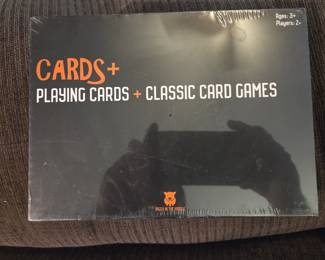 Ages: 3+
Players: 2-
CARDS+
PLAYING CARDS + CLASSIC CARD GAMES